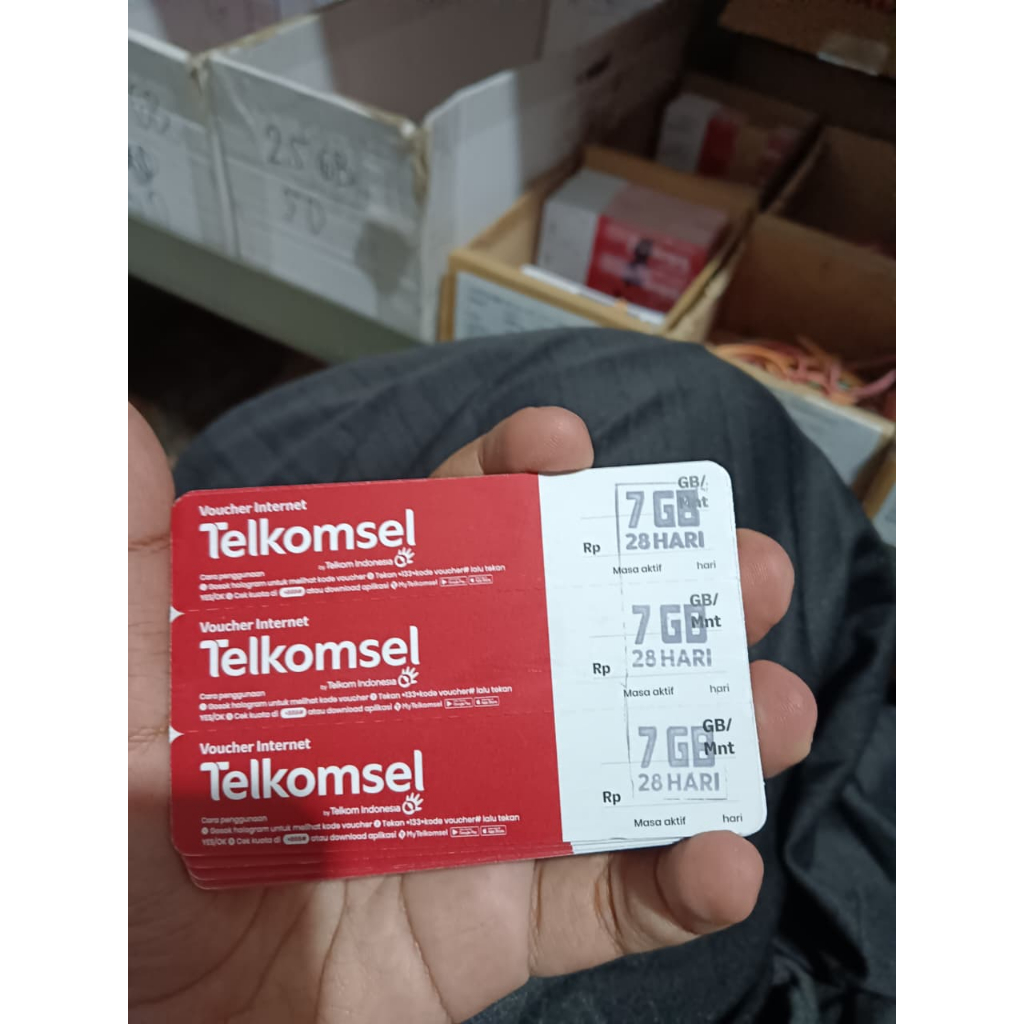 2.5 GB
5D
Voucher Internet
Telkomsel
by Telkom Indonesia
Cara penggunaan
Gosok hologram untuk melihat kode voucher Tekan *133*kode voucher# lalu tekan
YES/OK Cek kuota di *888# atau download aplikasi MyTelkomsel
GB/
Mnt
7 GB
28 HARI
Rp
Masa aktif hari
Voucher Internet
Telkomsel
by Telkom Indonesia
Cara penggunaan
Gosok hologram untuk melihat kode voucher Tekan *133*kode voucher# lalu tekan
YES/OK Cek kuota di *888# atau download aplikasi MyTelkomsel
GB/
Mnt
7 GB
28 HARI
Rp
Masa aktif hari
Voucher Internet
Telkomsel
by Telkom Indonesia
Cara penggunaan
Gosok hologram untuk melihat kode voucher Tekan *133*kode voucher# lalu tekan
YES/OK Cek kuota di *888# atau download aplikasi MyTelkomsel
GB/
Mnt
7 GB
28 HARI
Rp
Masa aktif hari